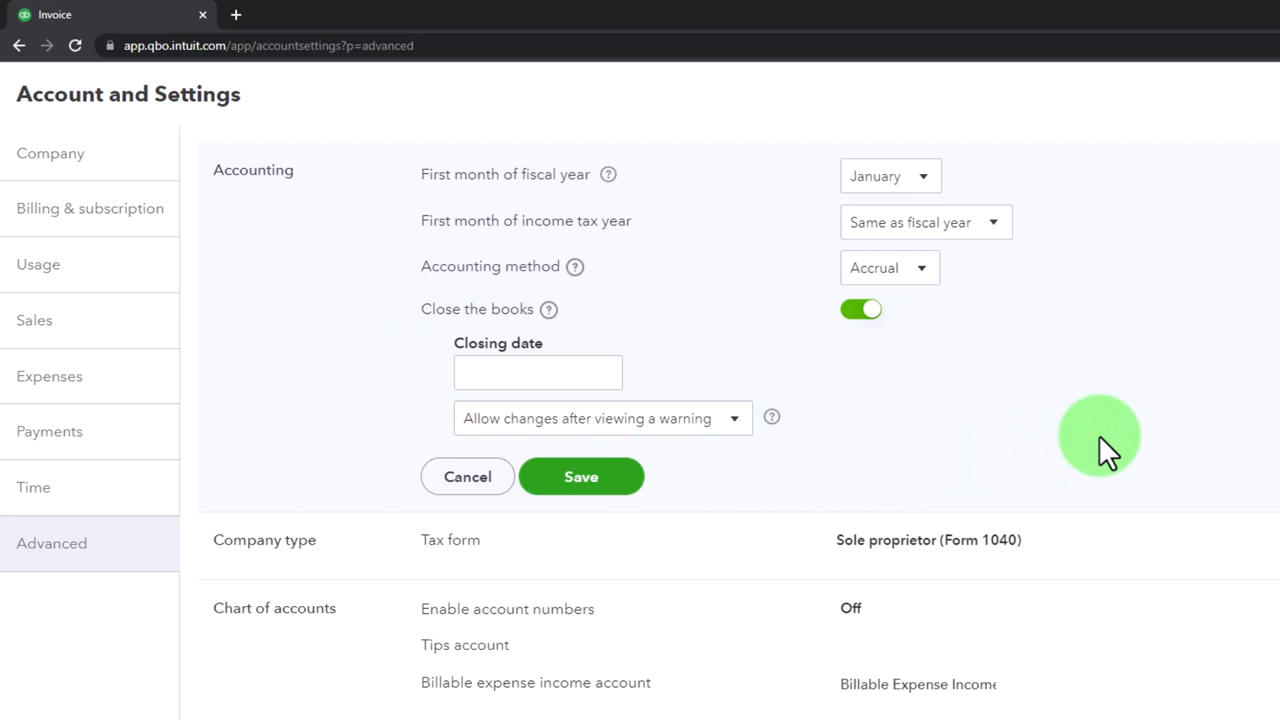 Invoice
app.qbo.intuit.com/app/accountsettings?p=advanced
Account and Settings
Company
Billing & subscription
Usage
Sales
Expenses
Payments
Time
Advanced
Accounting
First month of fiscal year ?
January
First month of income tax year
Same as fiscal year
Accounting method ?
Accrual
Close the books ?
Closing date
Allow changes after viewing a warning ?
Cancel Save
Company type
Tax form
Sole proprietor (Form 1040)
Chart of accounts
Enable account numbers
Off
Tips account
Billable expense income account
Billable Expense Income